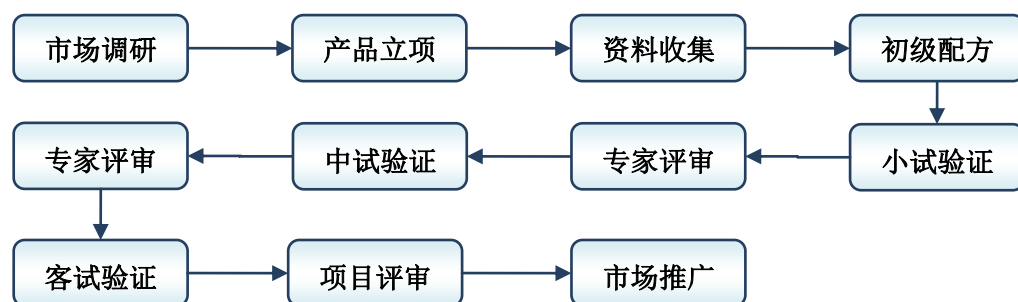 市场调研
产品立项
资料收集
初级配方
小试验证
专家评审
中试验证
专家评审
客试验证
项目评审
市场推广